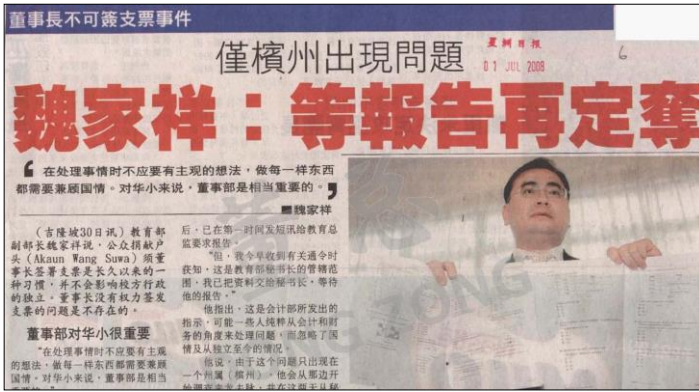 董事長不可簽支票事件
僅檳州出現問題
星洲日报
01 JUL 2008
6
魏家祥：等報告再定奪
“ 在处理事情时不应要有主观的想法，做每一样东西
都需要兼顾国情。对华小来说，董事部是相当重要的。”
■魏家祥
（吉隆坡30日讯）教育部
副部长魏家祥说，公众捐献户
头（Akaun Wang Suwa）须董
事长签署支票是长久以来的一
种习惯，并不会影响校方行政
的独立。董事长没有权力签发
支票的问题是不存在的。
董事部对华小很重要
“在处理事情时不应要有主观
的想法，做每一样东西都需要兼顾
国情。对华小来说，董事部是相当
后，已在第一时间发短讯给教育总
监要求报告。
“但，我今早收到有关通令时
获知，这是教育部秘书长的管辖范
围，我已把资料交给秘书长，等待
他的报告。”
他指出，这是会计部所发出的
指示，可能一些人纯粹从会计和财
务的角度来处理问题，而忽略了国
情及从独立至今的情况。
他说，由于这个问题只出现在
一个州属（槟州），他会从那边开